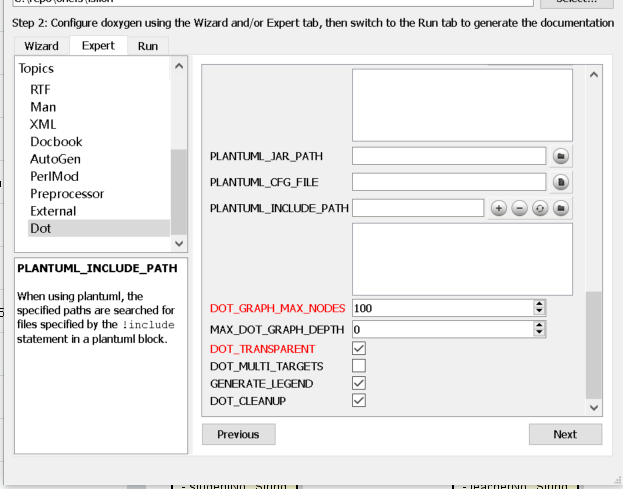 Select...
Step 2: Configure doxygen using the Wizard and/or Expert tab, then switch to the Run tab to generate the documentation
Wizard Expert Run
Topics
RTF
Man
XML
Docbook
AutoGen
PerlMod
Preprocessor
External
Dot
PLANTUML_INCLUDE_PATH
When using plantuml, the
specified paths are searched for
files specified by the !include
statement in a plantuml block.
PLANTUML_JAR_PATH
PLANTUML_CFG_FILE
PLANTUML_INCLUDE_PATH
DOT_GRAPH_MAX_NODES 100
MAX_DOT_GRAPH_DEPTH 0
DOT_TRANSPARENT
DOT_MULTI_TARGETS
GENERATE_LEGEND
DOT_CLEANUP
Previous Next